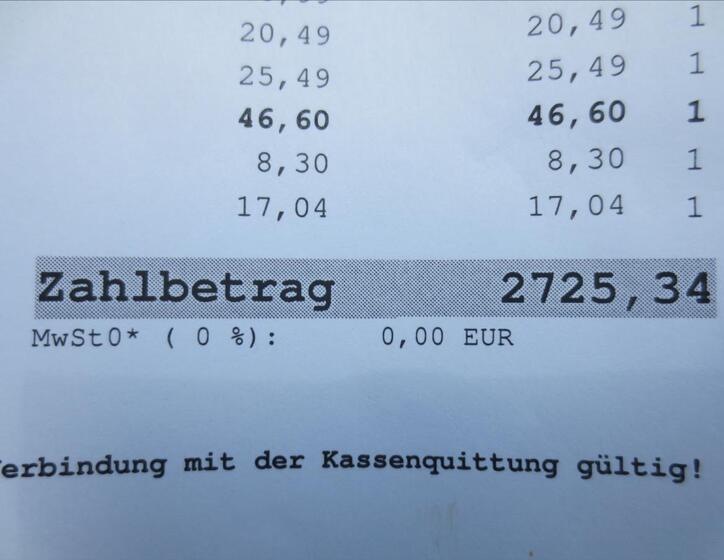 20,49 20,49 1
25,49 25,49 1
46,60 46,60 1
8,30 8,30 1
17,04 17,04 1
Zahlbetrag 2725,34
MwSt0* ( 0 %): 0,00 EUR
erbindung mit der Kassenquittung gültig!